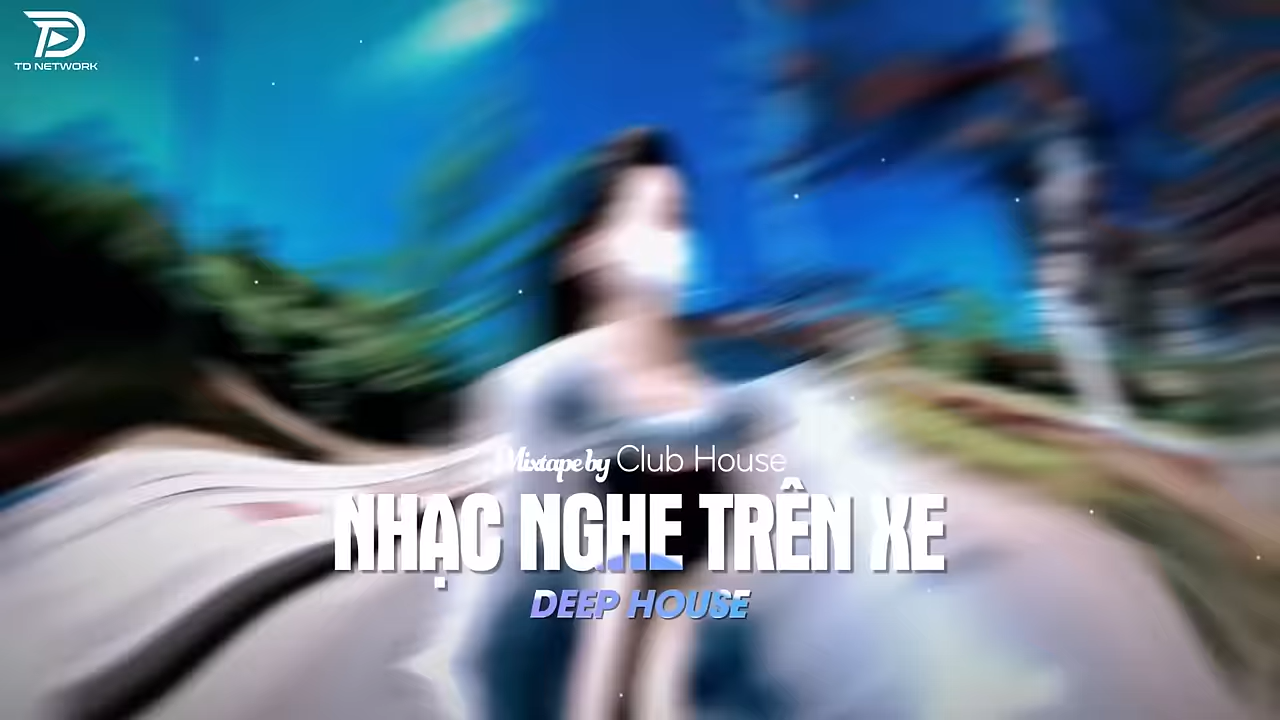 TD NETWORK
Mixtape by Club House
NHẠC NGHE TRÊN XE
DEEP HOUSE